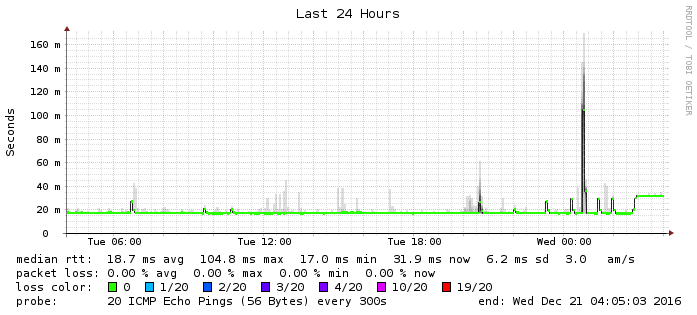 Last 24 Hours
RRDTOOL / TOBI OETIKER
Seconds
160 m
140 m
120 m
100 m
80 m
60 m
40 m
20 m
0
Tue 06:00 Tue 12:00 Tue 18:00 Wed 00:00
median rtt: 18.7 ms avg 104.8 ms max 17.0 ms min 31.9 ms now 6.2 ms sd 3.0 am/s
packet loss: 0.00 % avg 0.00 % max 0.00 % min 0.00 % now
loss color: 0 1/20 2/20 3/20 4/20 10/20 19/20
probe: 20 ICMP Echo Pings (56 Bytes) every 300s end: Wed Dec 21 04:05:03 2016